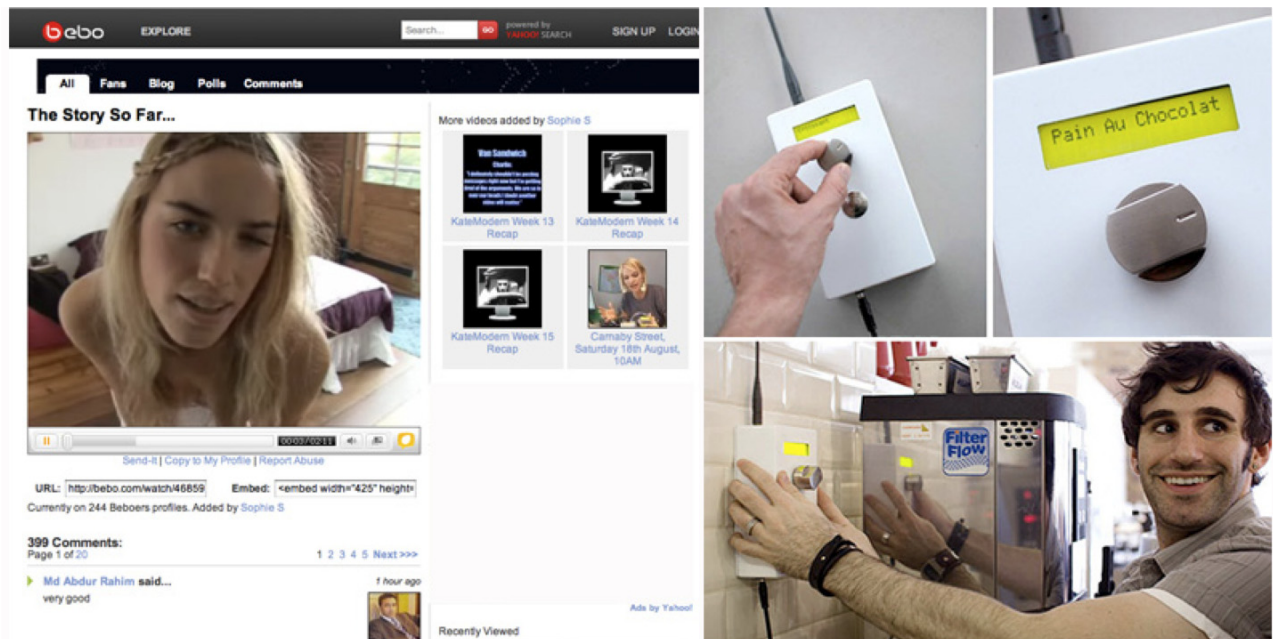 bebo
EXPLORE
Search...
GO
powered by
YAHOO! SEARCH
SIGN UP
LOGIN
All
Fans
Blog
Polls
Comments
The Story So Far...
00:03/02:11
Send-It | Copy to My Profile | Report Abuse
URL: http://bebo.com/watch/46859
Embed: <embed width="425" height=
Currently on 244 Beboers profiles. Added by Sophie S
399 Comments:
Page 1 of 20
1 2 3 4 5 Next >>>
Md Abdur Rahim said...
1 hour ago
very good
More videos added by Sophie S
Van Sandwich
Charlie:
KateModern Week 13
Recap
KateModern Week 14
Recap
KateModern Week 15
Recap
Carnaby Street,
Saturday 18th August,
10AM
Ads by Yahoo!
Recently Viewed
Pain Au Chocolat
Filter
Flow